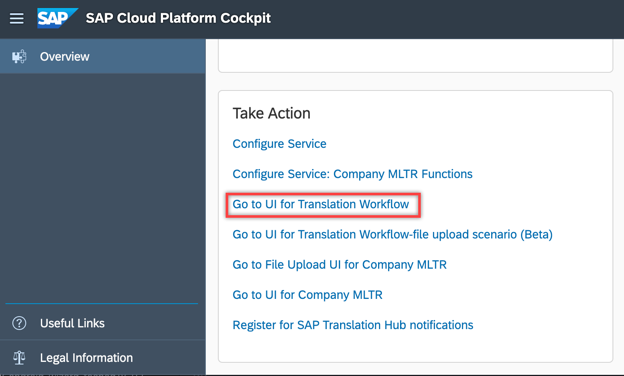 SAP SAP Cloud Platform Cockpit
Overview
Take Action
Configure Service
Configure Service: Company MLTR Functions
Go to UI for Translation Workflow
Go to UI for Translation Workflow-file upload scenario (Beta)
Go to File Upload UI for Company MLTR
Go to UI for Company MLTR
Register for SAP Translation Hub notifications
Useful Links
Legal Information